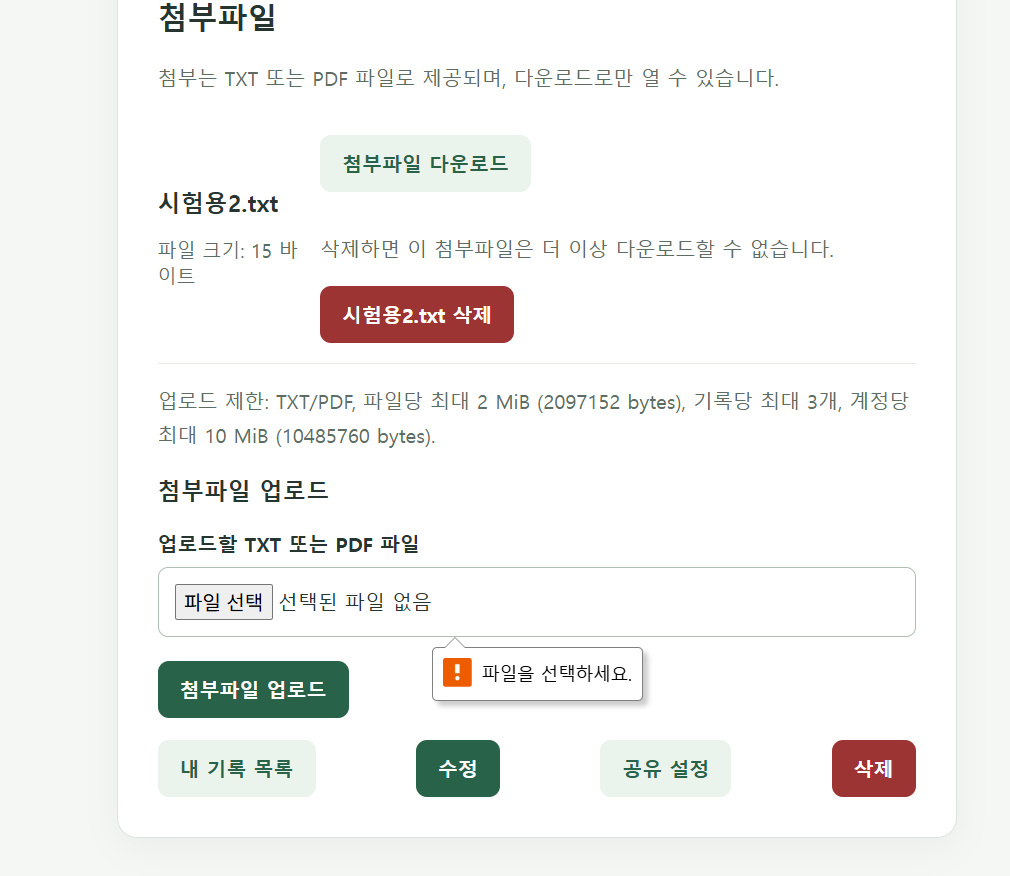 첨부파일
첨부는 TXT 또는 PDF 파일로 제공되며, 다운로드로만 열 수 있습니다.
첨부파일 다운로드
시험용2.txt
파일 크기: 15 바
이트
삭제하면 이 첨부파일은 더 이상 다운로드할 수 없습니다.
시험용2.txt 삭제
업로드 제한: TXT/PDF, 파일당 최대 2 MiB (2097152 bytes), 기록당 최대 3개, 계정당
최대 10 MiB (10485760 bytes).
첨부파일 업로드
업로드할 TXT 또는 PDF 파일
파일 선택 선택된 파일 없음
파일을 선택하세요.
첨부파일 업로드
내 기록 목록 수정 공유 설정 삭제